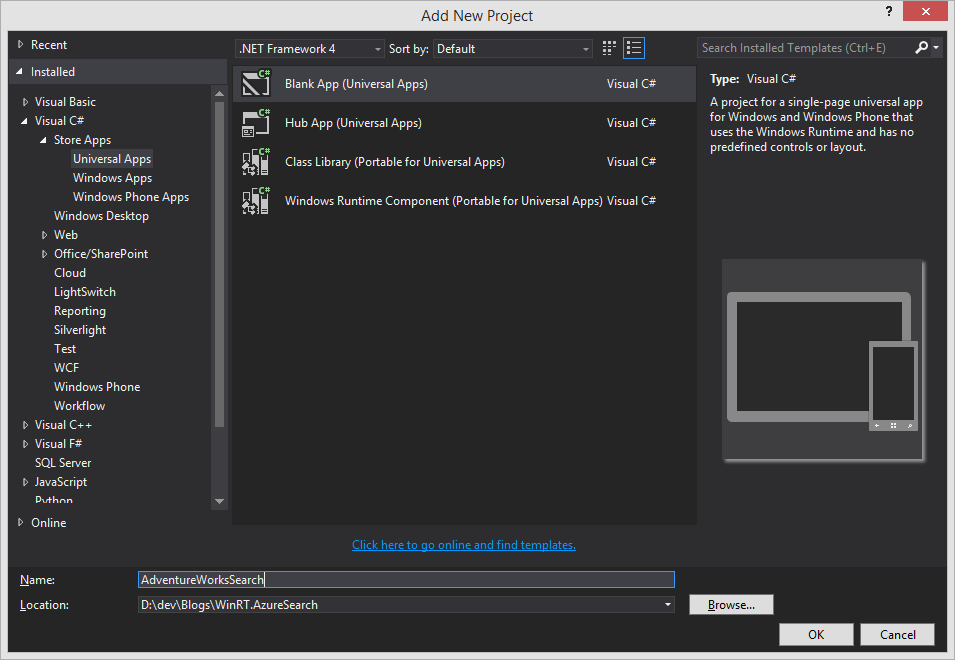 Add New Project
?
Recent
Installed
Visual Basic
Visual C#
Store Apps
Universal Apps
Windows Apps
Windows Phone Apps
Windows Desktop
Web
Office/SharePoint
Cloud
LightSwitch
Reporting
Silverlight
Test
WCF
Windows Phone
Workflow
Visual C++
Visual F#
SQL Server
JavaScript
Python
Online
.NET Framework 4
Sort by: Default
C# Blank App (Universal Apps) Visual C#
C# Hub App (Universal Apps) Visual C#
C# Class Library (Portable for Universal Apps) Visual C#
C# Windows Runtime Component (Portable for Universal Apps) Visual C#
Click here to go online and find templates.
Search Installed Templates (Ctrl+E)
Type: Visual C#
A project for a single-page universal app
for Windows and Windows Phone that
uses the Windows Runtime and has no
predefined controls or layout.
Name: AdventureWorksSearch
Location: D:\dev\Blogs\WinRT.AzureSearch
Browse...
OK Cancel